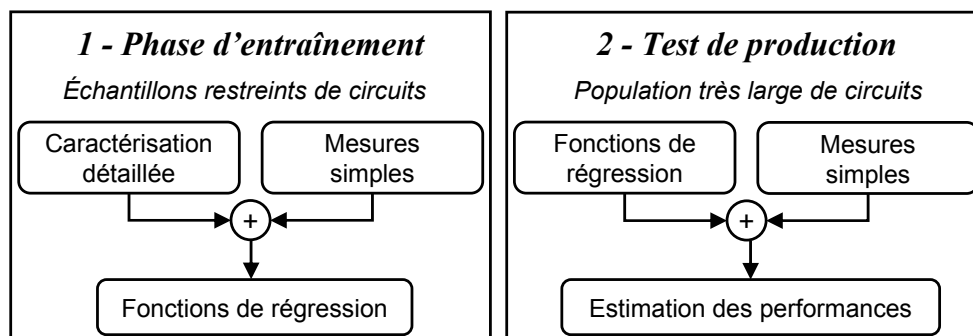 1 - Phase d’entraînement
Échantillons restreints de circuits
Caractérisation
détaillée
Mesures
simples
+
Fonctions de régression
2 - Test de production
Population très large de circuits
Fonctions de
régression
Mesures
simples
+
Estimation des performances